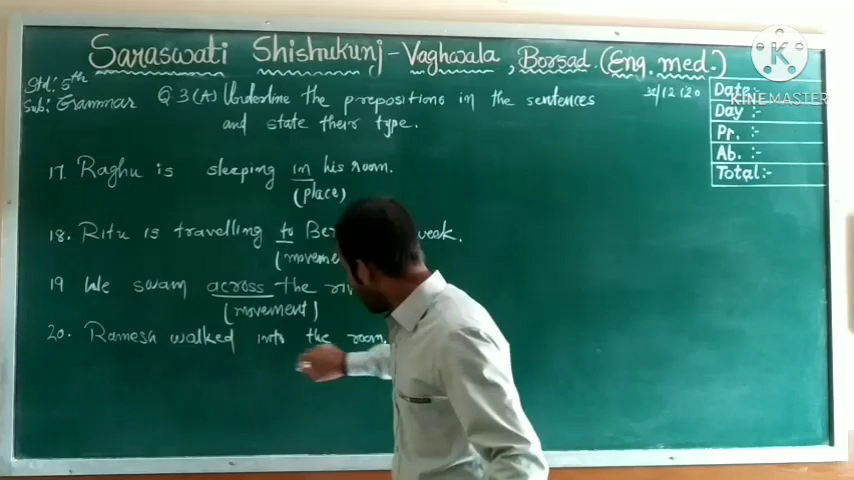 Saraswati Shishukunj - Vaghwala, Borsad. (Eng. med.)
Std: 5th
Sub: Grammar
Q 3 (A) Underline the prepositions in the sentences
and state their type.
30/12/20
Date:-
Day :-
Pr. :-
Ab. :-
Total:-
KINEMASTER
17. Raghu is sleeping in his room.
(place)
18. Ritu is travelling to week.
19 We swam across the
(movement)
20. Ramesh walked into the room.